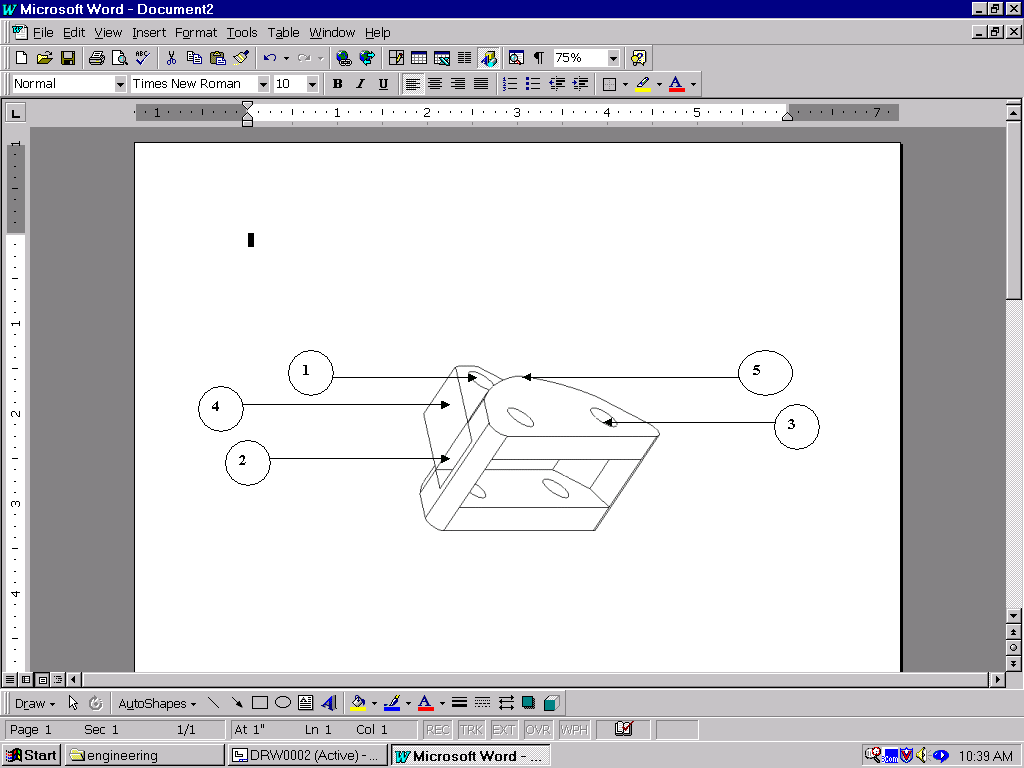 Microsoft Word - Document2
File Edit View Insert Format Tools Table Window Help
75%
Normal Times New Roman 10 B I U
1 1 2 3 4 5 7
1
1
2
3
4
1
5
4
3
2
Draw AutoShapes
Page 1 Sec 1 1/1 At 1" Ln 1 Col 1 REC TRK EXT OVR WPH
Start engineering DRW0002 (Active) - ... Microsoft Word - ... 10:39 AM